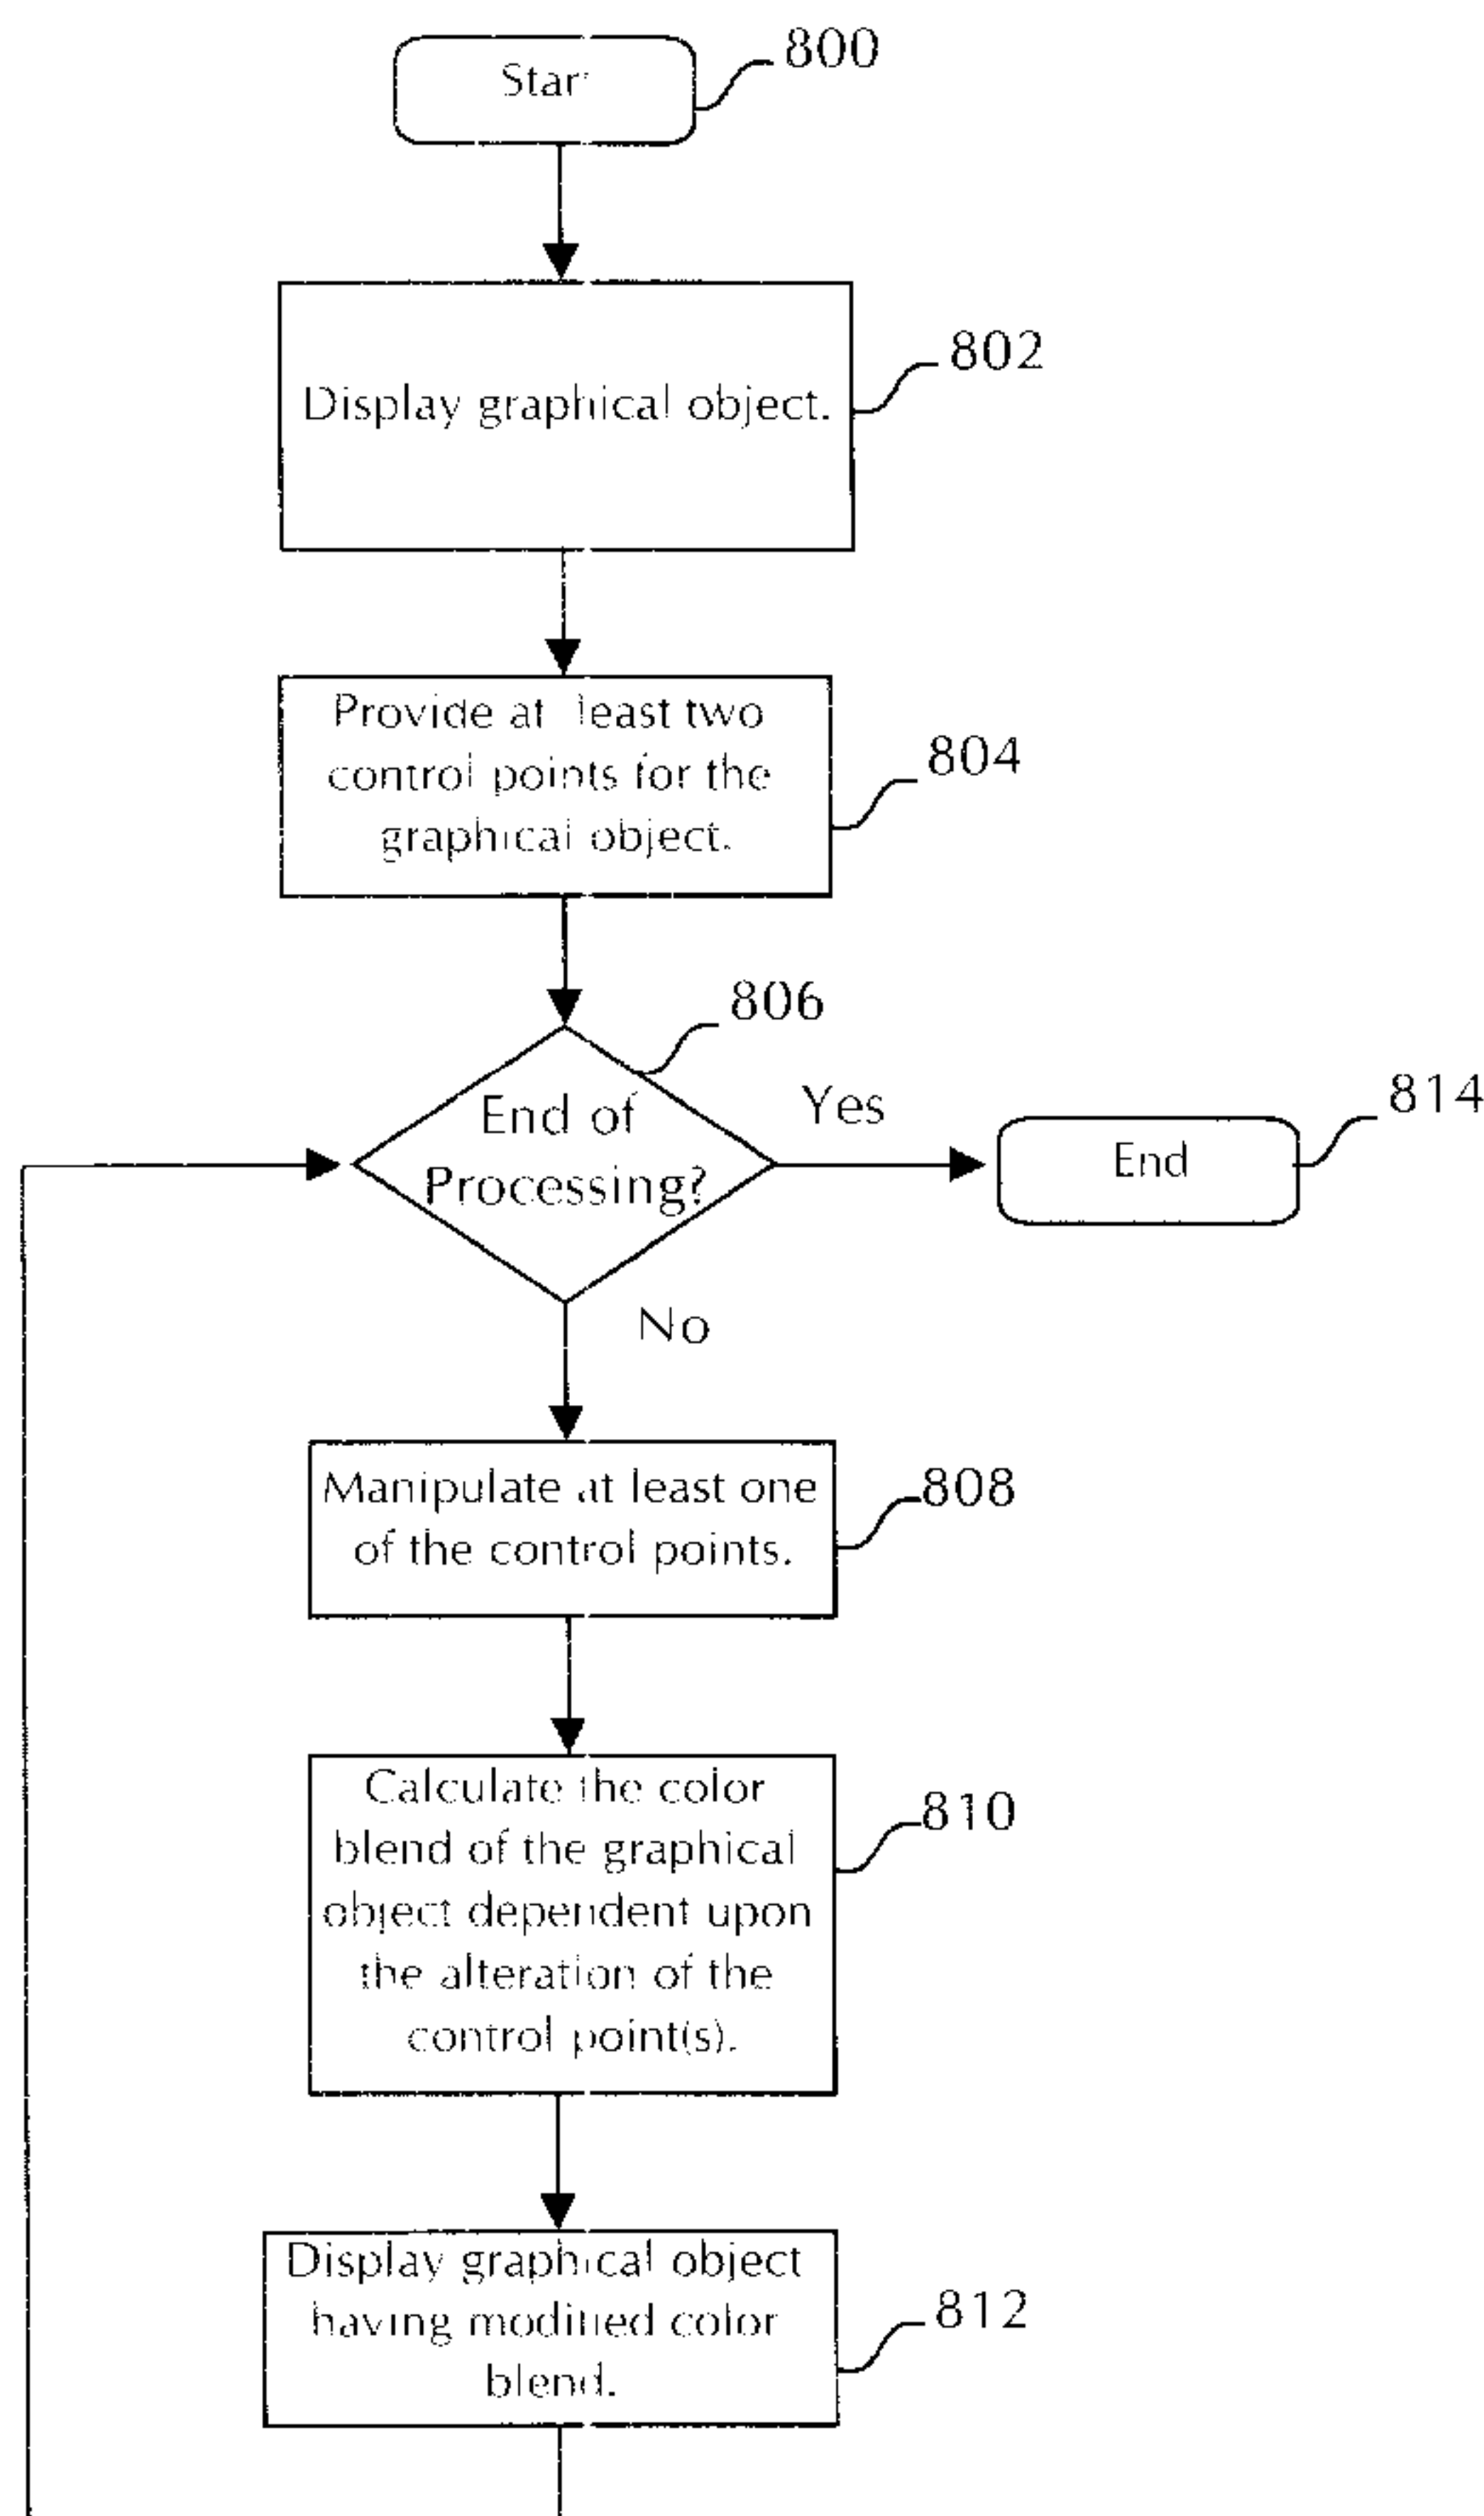 Start
800
Display graphical object.
802
Provide at least two
control points for the
graphical object.
804
806
End of
Processing?
Yes
End
814
No
Manipulate at least one
of the control points.
808
Calculate the color
blend of the graphical
object dependent upon
the alteration of the
control point(s).
810
Display graphical object
having modified color
blend.
812